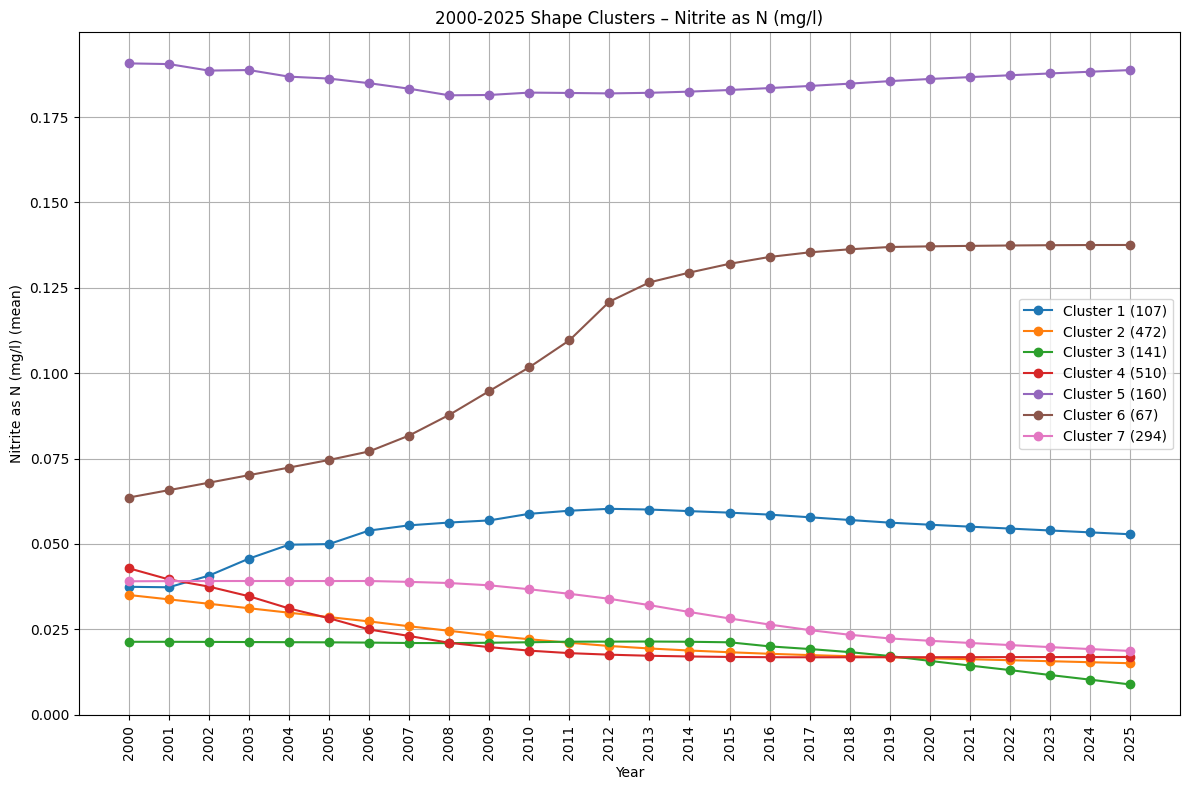 2000-2025 Shape Clusters – Nitrite as N (mg/l)
Nitrite as N (mg/l) (mean)
0.175
0.150
0.125
0.100
0.075
0.050
0.025
0.000
Cluster 1 (107)
Cluster 2 (472)
Cluster 3 (141)
Cluster 4 (510)
Cluster 5 (160)
Cluster 6 (67)
Cluster 7 (294)
2000 2001 2002 2003 2004 2005 2006 2007 2008 2009 2010 2011 2012 2013 2014 2015 2016 2017 2018 2019 2020 2021 2022 2023 2024 2025
Year